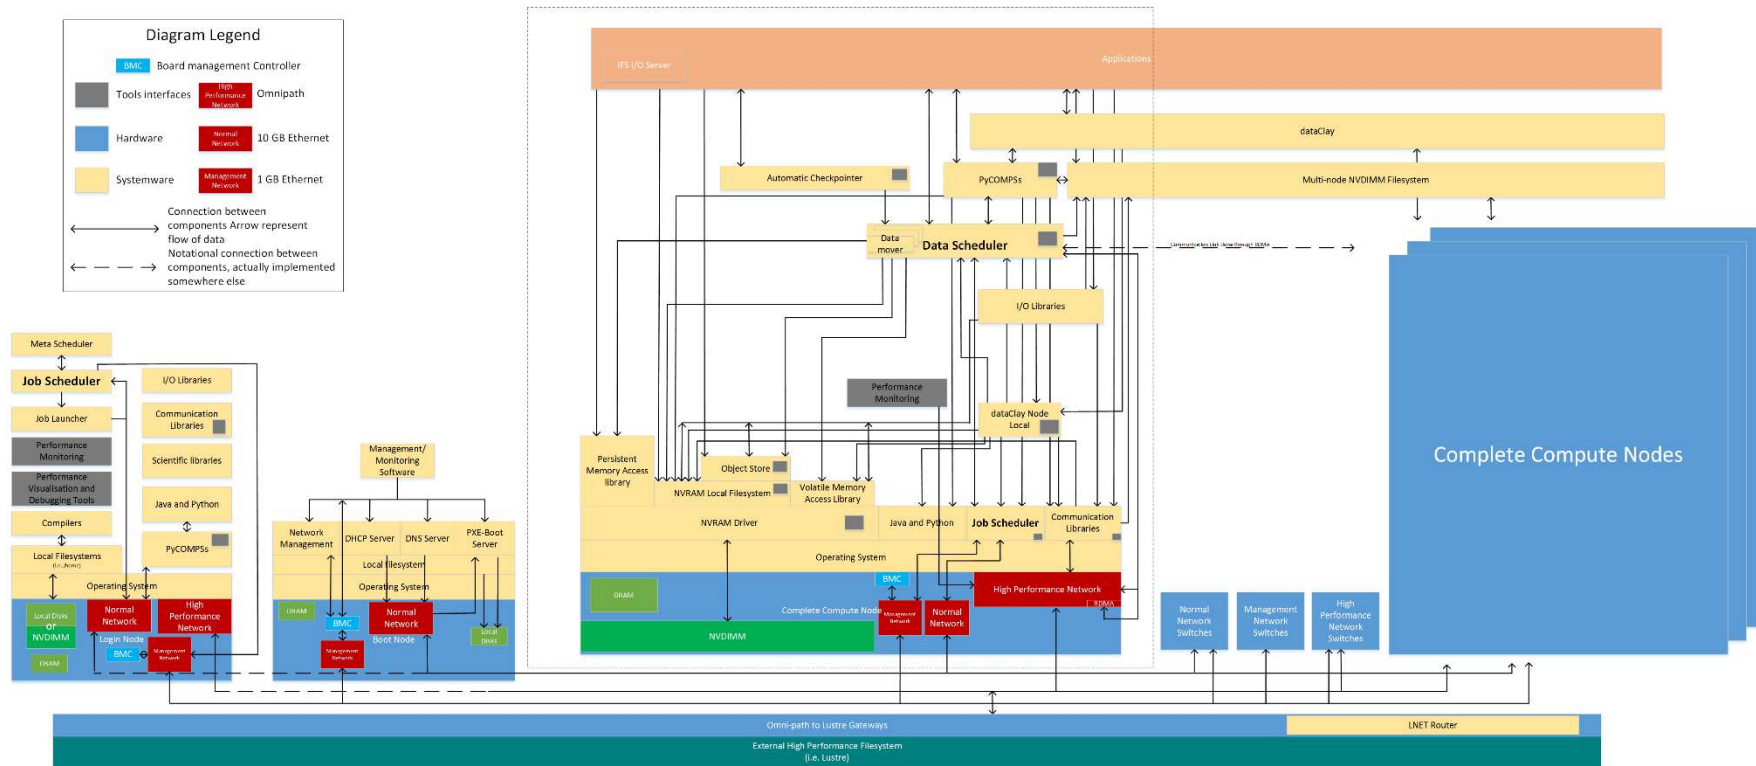 Diagram Legend
BMC
Board management Controller
Tools interfaces
High
Performance
Network
Omnipath
Hardware
Normal
Network
10 GB Ethernet
Systemware
Management
Network
1 GB Ethernet
Connection between
components Arrow represent
flow of data
Notational connection between
components, actually implemented
somewhere else
IFS I/O Server
Applications
dataClay
Automatic Checkpointer
PyCOMPSs
Multi-node NVDIMM Filesystem
Data
mover
Data Scheduler
Communication Link done through RDMA
I/O Libraries
Performance
Monitoring
dataClay Node
Local
Persistent
Memory Access
library
Object Store
NVRAM Local Filesystem
Volatile Memory
Access Library
NVRAM Driver
Java and Python
Job Scheduler
Communication
Libraries
Operating System
DRAM
BMC
High Performance Network
RDMA
Complete Compute Node
Management
Network
Normal
Network
NVDIMM
Complete Compute Nodes
Normal
Network
Switches
Management
Network
Switches
High
Performance
Network
Switches
Meta Scheduler
Job Scheduler
Job Launcher
Performance
Monitoring
Performance
Visualisation and
Debugging Tools
Compilers
Local Filesystems
(i.e. /home)
I/O Libraries
Communication
Libraries
Scientific libraries
Java and Python
PyCOMPSs
Operating System
Local Disks
or
NVDIMM
DRAM
Normal
Network
High
Performance
Network
Login Node
BMC
Management
Network
Management/
Monitoring
Software
Network
Management
DHCP Server
DNS Server
PXE-Boot
Server
Local filesystem
Operating System
DRAM
BMC
Normal
Network
Boot Node
Management
Network
Local
Disks
Omni-path to Lustre Gateways
LNET Router
External High Performance Filesystem
(i.e. Lustre)